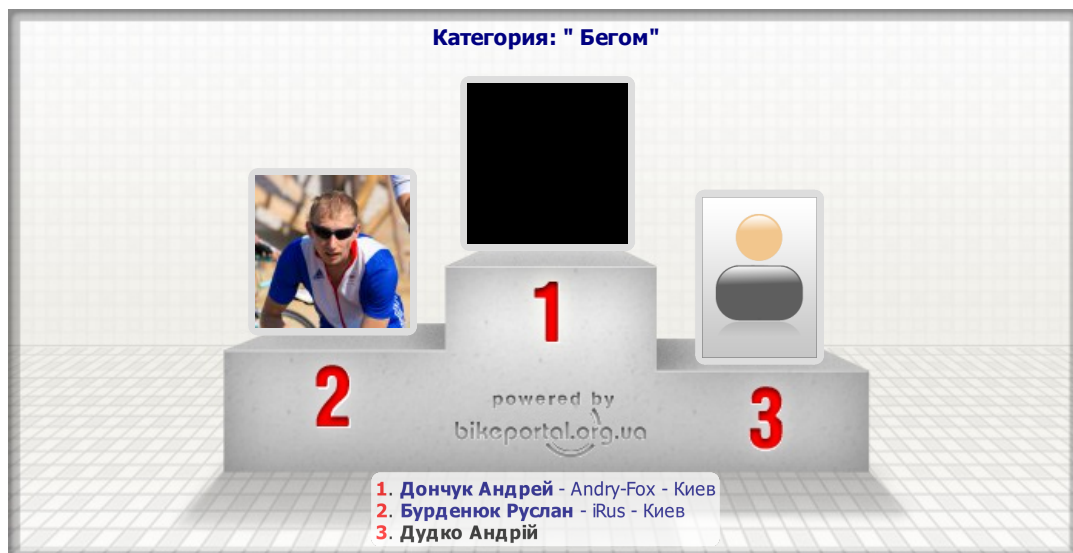 Категория: " Бегом"
1
2
3
powered by
bikeportal.org.ua
1. Дончук Андрей - Andry-Fox - Киев
2. Бурденюк Руслан - iRus - Киев
3. Дудко Андрій